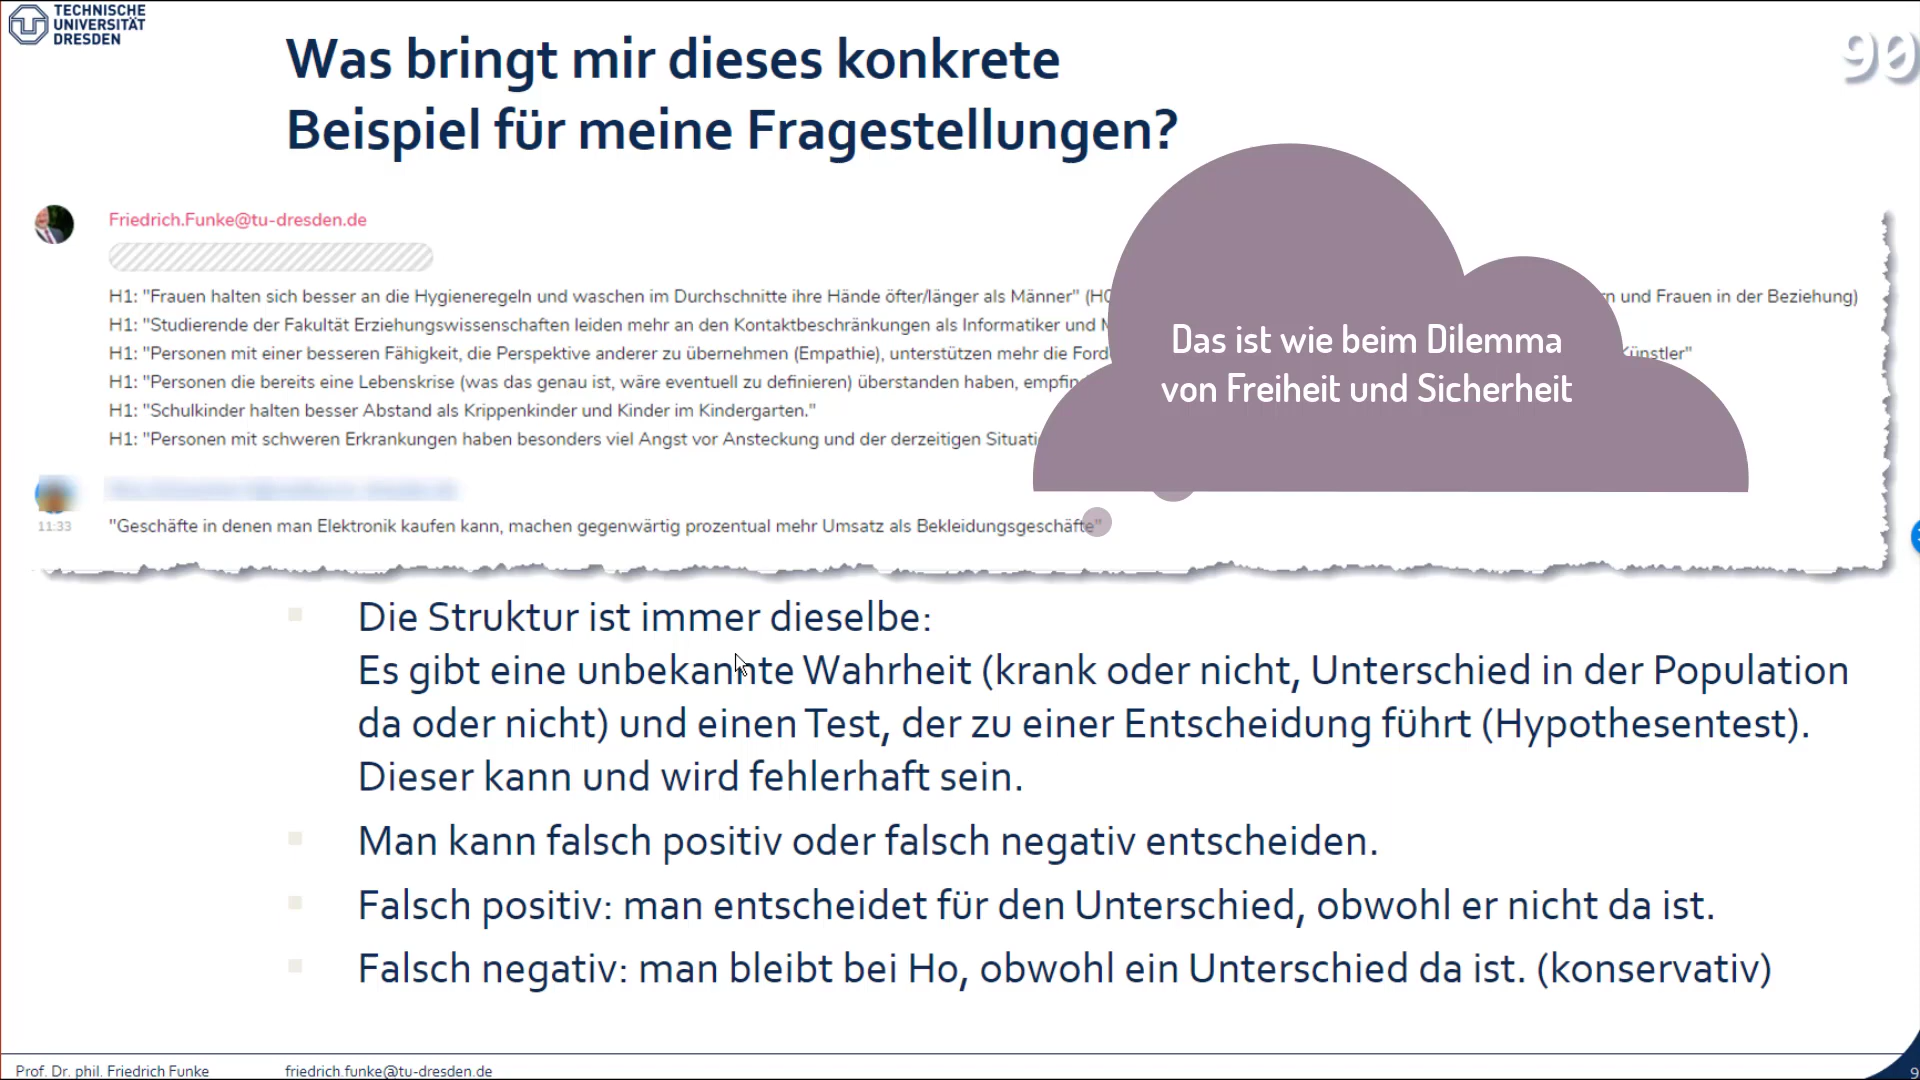 TECHNISCHE
UNIVERSITÄT
DRESDEN
Was bringt mir dieses konkrete
Beispiel für meine Fragestellungen?
90
Friedrich.Funke@tu-dresden.de
H1: "Frauen halten sich besser an die Hygieneregeln und waschen im Durchschnitte ihre Hände öfter/länger als Männer" (H0 n und Frauen in der Beziehung)
H1: "Studierende der Fakultät Erziehungswissenschaften leiden mehr an den Kontaktbeschränkungen als Informatiker und M
H1: "Personen mit einer besseren Fähigkeit, die Perspektive anderer zu übernehmen (Empathie), unterstützen mehr die Ford Künstler"
H1: "Personen die bereits eine Lebenskrise (was das genau ist, wäre eventuell zu definieren) überstanden haben, empfin
H1: "Schulkinder halten besser Abstand als Krippenkinder und Kinder im Kindergarten."
H1: "Personen mit schweren Erkrankungen haben besonders viel Angst vor Ansteckung und der derzeitigen Situati
Das ist wie beim Dilemma
von Freiheit und Sicherheit
11:33
"Geschäfte in denen man Elektronik kaufen kann, machen gegenwärtig prozentual mehr Umsatz als Bekleidungsgeschäfte"
Die Struktur ist immer dieselbe:
Es gibt eine unbekannte Wahrheit (krank oder nicht, Unterschied in der Population
da oder nicht) und einen Test, der zu einer Entscheidung führt (Hypothesentest).
Dieser kann und wird fehlerhaft sein.
Man kann falsch positiv oder falsch negativ entscheiden.
Falsch positiv: man entscheidet für den Unterschied, obwohl er nicht da ist.
Falsch negativ: man bleibt bei H0, obwohl ein Unterschied da ist. (konservativ)
Prof. Dr. phil. Friedrich Funke
friedrich.funke@tu-dresden.de
9